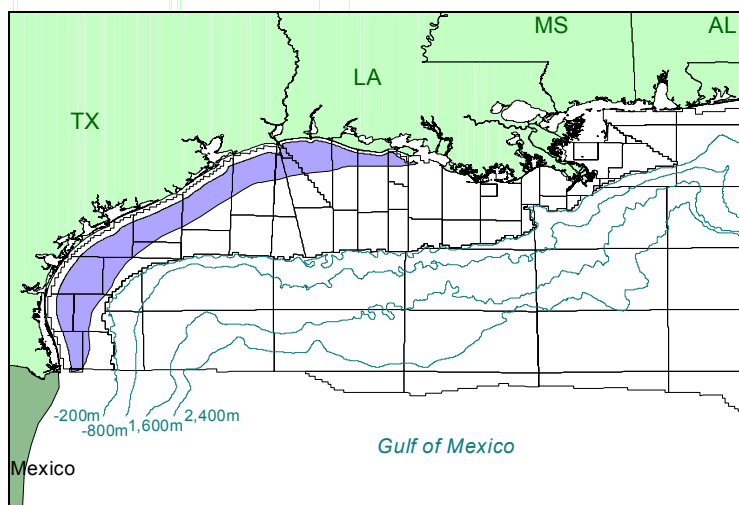 MS
AL
LA
TX
-200m
-800m
1,600m
2,400m
Gulf of Mexico
Mexico